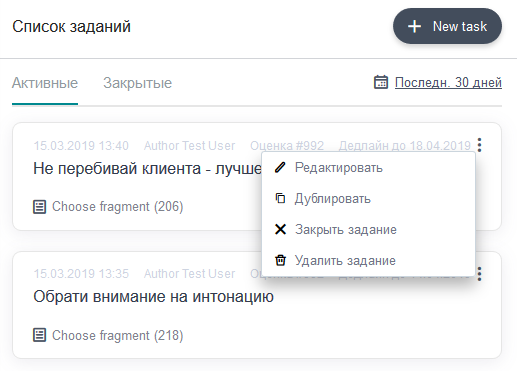 Список заданий
New task
Активные Закрытые
Последн. 30 дней
15.03.2019 13:40 Author Test User Оценка #992 Дедлайн до 18.04.2019
Не перебивай клиента - лучше
Редактировать
Дублировать
Choose fragment (206)
Закрыть задание
Удалить задание
15.03.2019 13:35 Author Test User
Обрати внимание на интонацию
Choose fragment (218)